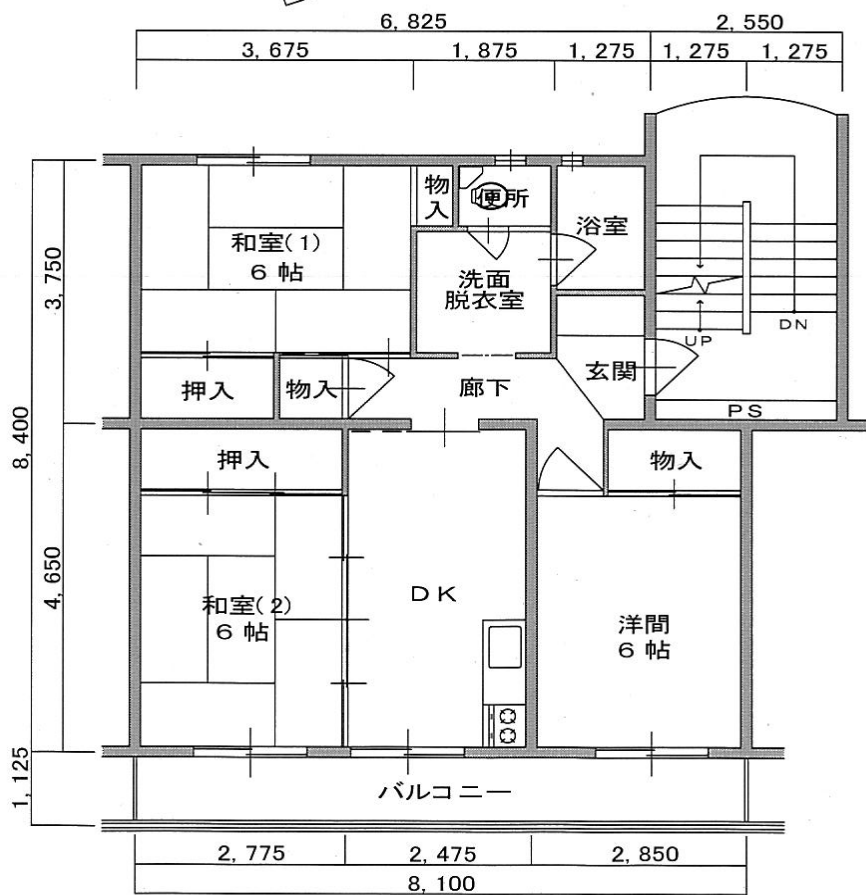 6,825
2,550
3,675
1,875
1,275
1,275
1,275
物
入
便所
浴室
和室(1)
6 帖
洗面
脱衣室
3,750
UP
DN
玄関
押入
物入
廊下
PS
8,400
押入
物入
4,650
和室(2)
6 帖
DK
洋間
6 帖
1,125
バルコニー
2,775
2,475
2,850
8,100